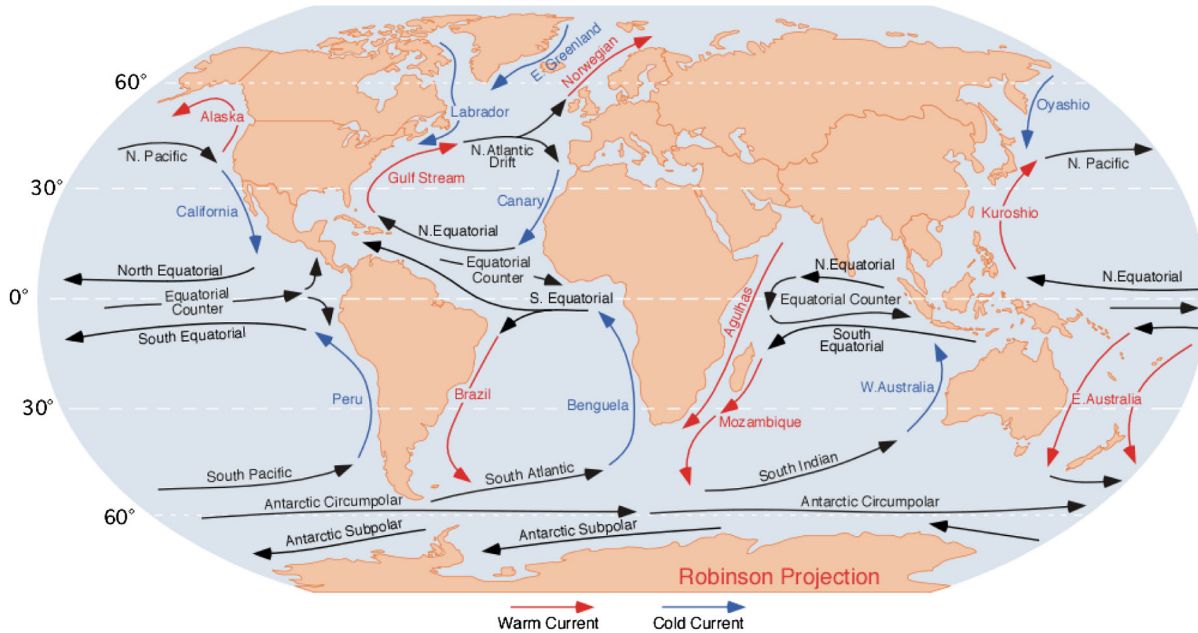 60°
E. Greenland
Norwegian
Labrador
Alaska
Oyashio
N. Pacific
N.Atlantic
Drift
N. Pacific
30°
Gulf Stream
California
Canary
Kuroshio
N.Equatorial
North Equatorial
Equatorial
Counter
N.Equatorial
N.Equatorial
0°
Equatorial
Counter
S. Equatorial
Equatorial Counter
South Equatorial
Agulhas
South
Equatorial
Peru
Brazil
Benguela
W.Australia
E.Australia
30°
Mozambique
South Pacific
South Atlantic
South Indian
Antarctic Circumpolar
Antarctic Circumpolar
60°
Antarctic Subpolar
Antarctic Subpolar
Robinson Projection
Warm Current
Cold Current